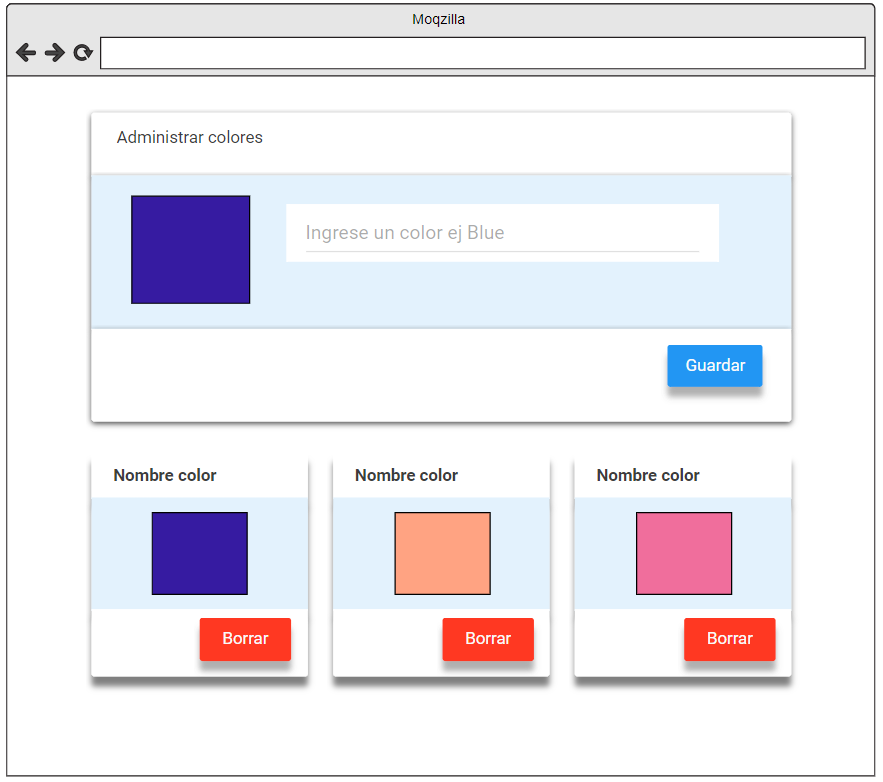 Moqzilla
Administrar colores
Ingrese un color ej Blue
Guardar
Nombre color
Nombre color
Nombre color
Borrar
Borrar
Borrar